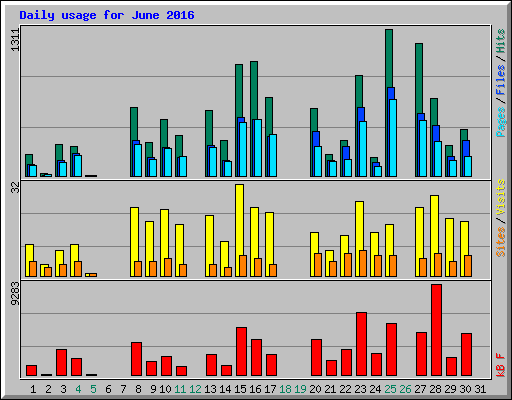 Daily usage for June 2016
1311
Pages / Files / Hits
32
Sites / Visits
9283
kB F
1 2 3 4 5 6 7 8 9 10 11 12 13 14 15 16 17 18 19 20 21 22 23 24 25 26 27 28 29 30 31